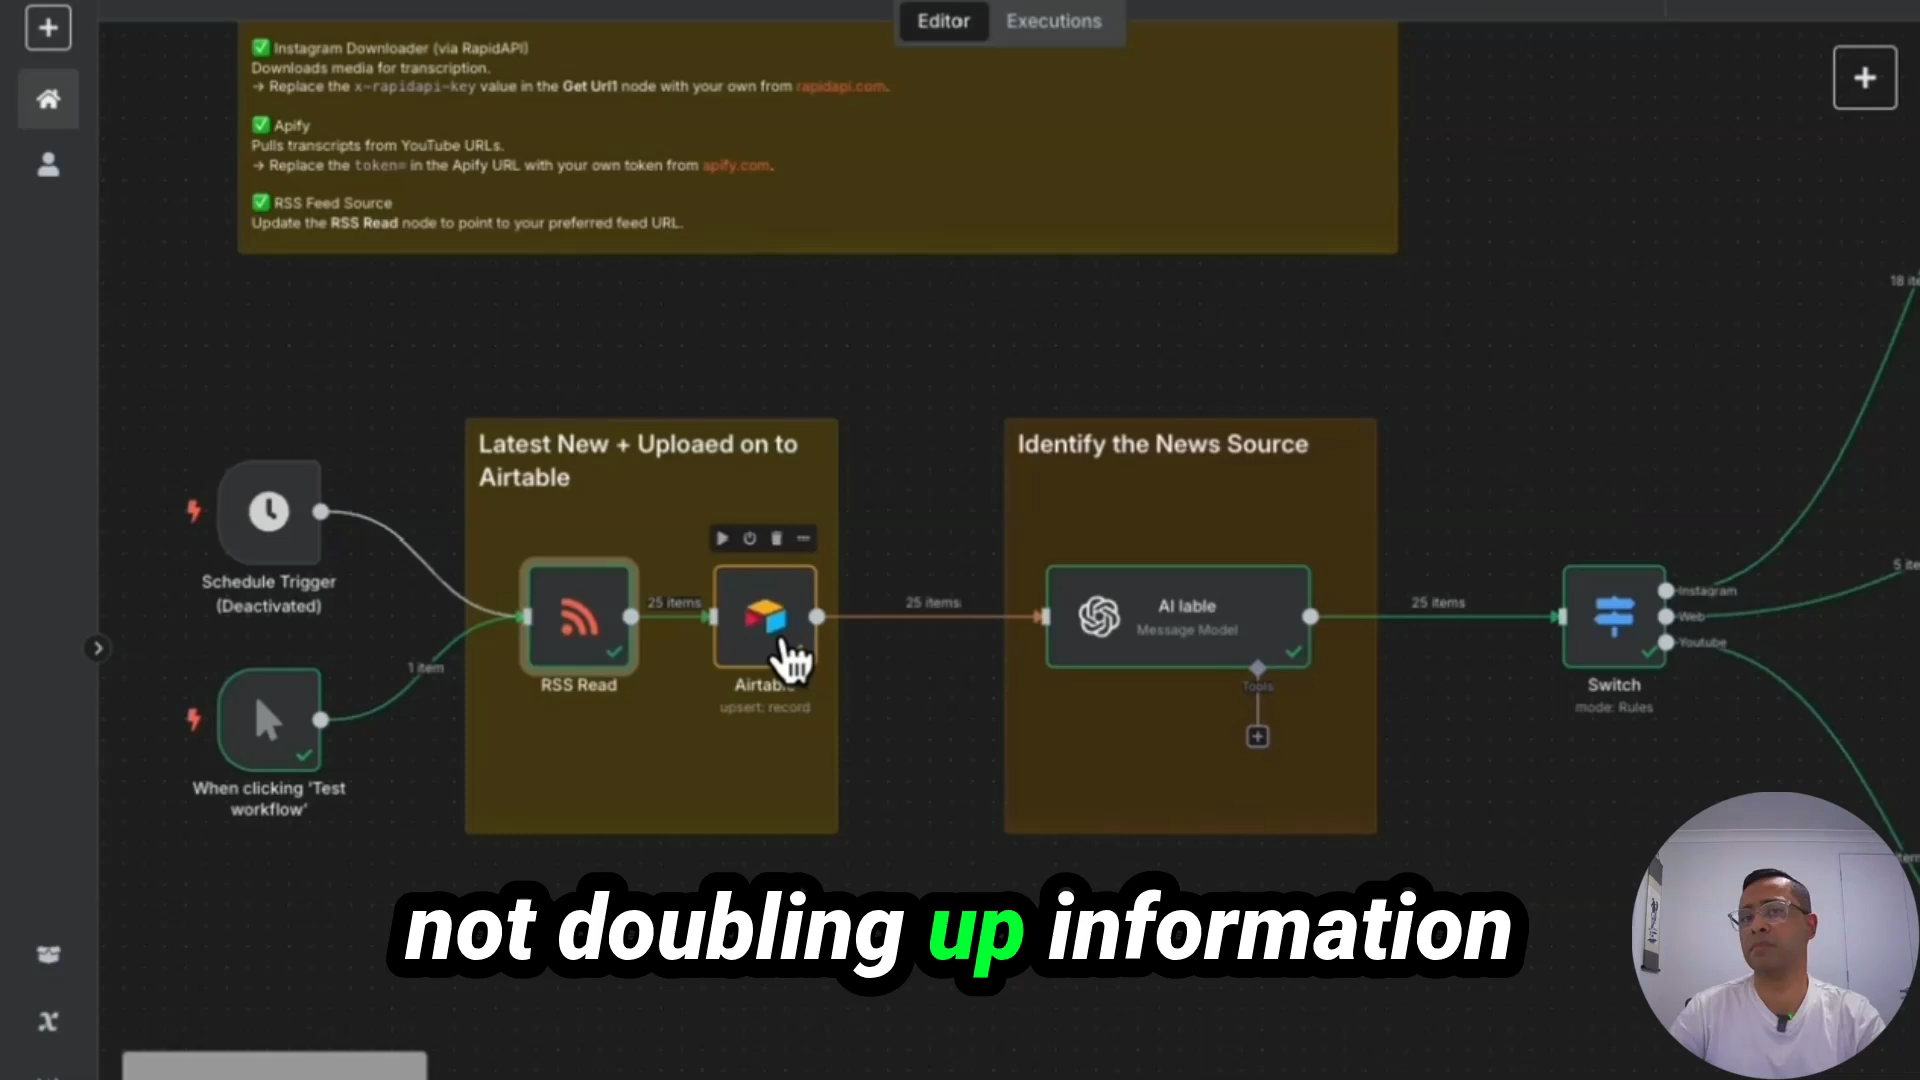 Editor
Executions
✅ Instagram Downloader (via RapidAPI)
Downloads media for transcription.
→ Replace the x-rapidapi-key value in the Get Url1 node with your own from rapidapi.com.
✅ Apify
Pulls transcripts from YouTube URLs.
→ Replace the token= in the Apify URL with your own token from apify.com.
✅ RSS Feed Source
Update the RSS Read node to point to your preferred feed URL.
Latest New + Uploaed on to
Airtable
Identify the News Source
Schedule Trigger
(Deactivated)
When clicking 'Test
workflow'
1 item
RSS Read
25 items
upsert: record
25 items
AI lable
Message Model
Tools
25 items
Instagram
Web
Youtube
Switch
mode: Rules
18
5
not doubling up information